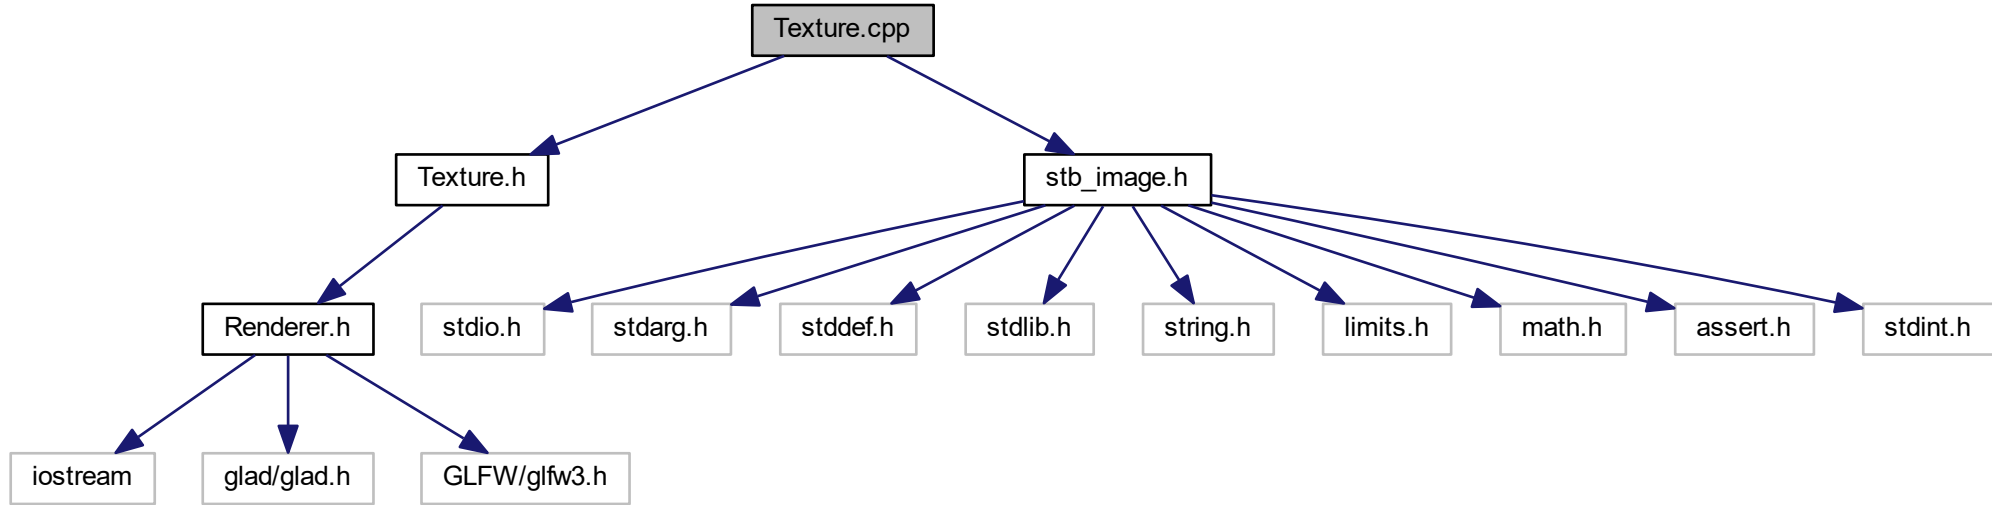 Texture.cpp
Texture.h
stb_image.h
Renderer.h
stdio.h
stdarg.h
stddef.h
stdlib.h
string.h
limits.h
math.h
assert.h
stdint.h
iostream
glad/glad.h
GLFW/glfw3.h